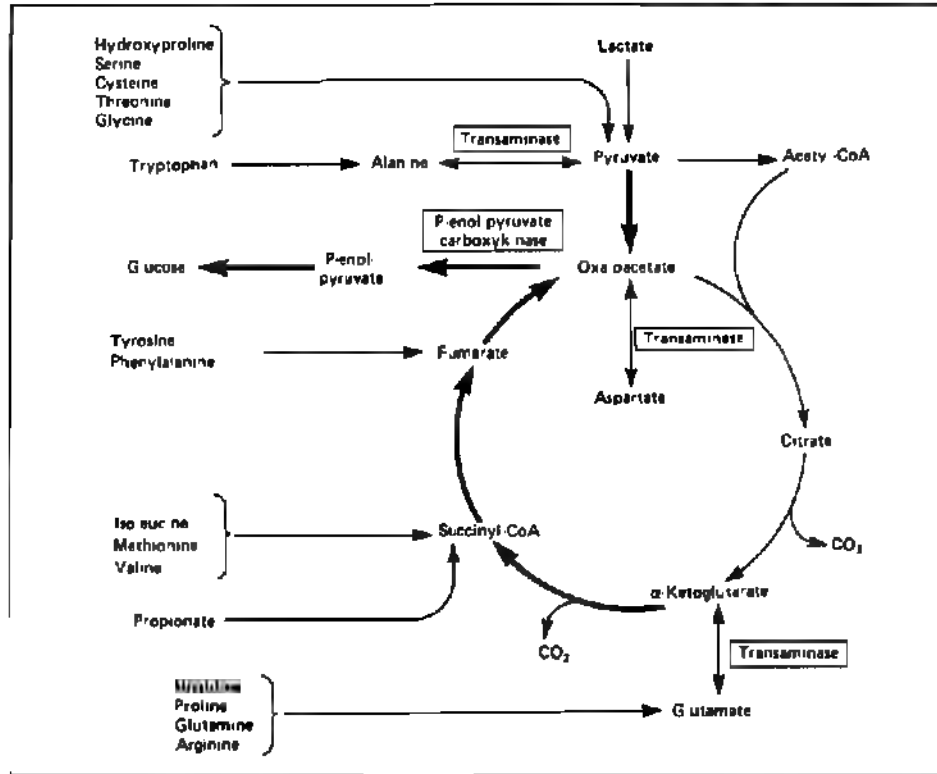 Hydroxyproline
Serine
Cysteine
Threonine
Glycine
Lactate
Tryptophan
Alanine
Transaminase
Pyruvate
Acetyl-CoA
P-enol pyruvate
carboxykinase
Glucose
P-enol-
pyruvate
Oxaloacetate
Tyrosine
Phenylalanine
Fumarate
Transaminase
Aspartate
Citrate
Isoleucine
Methionine
Valine
Succinyl-CoA
CO2
α-Ketoglutarate
Propionate
CO2
Transaminase
Proline
Glutamine
Arginine
Glutamate